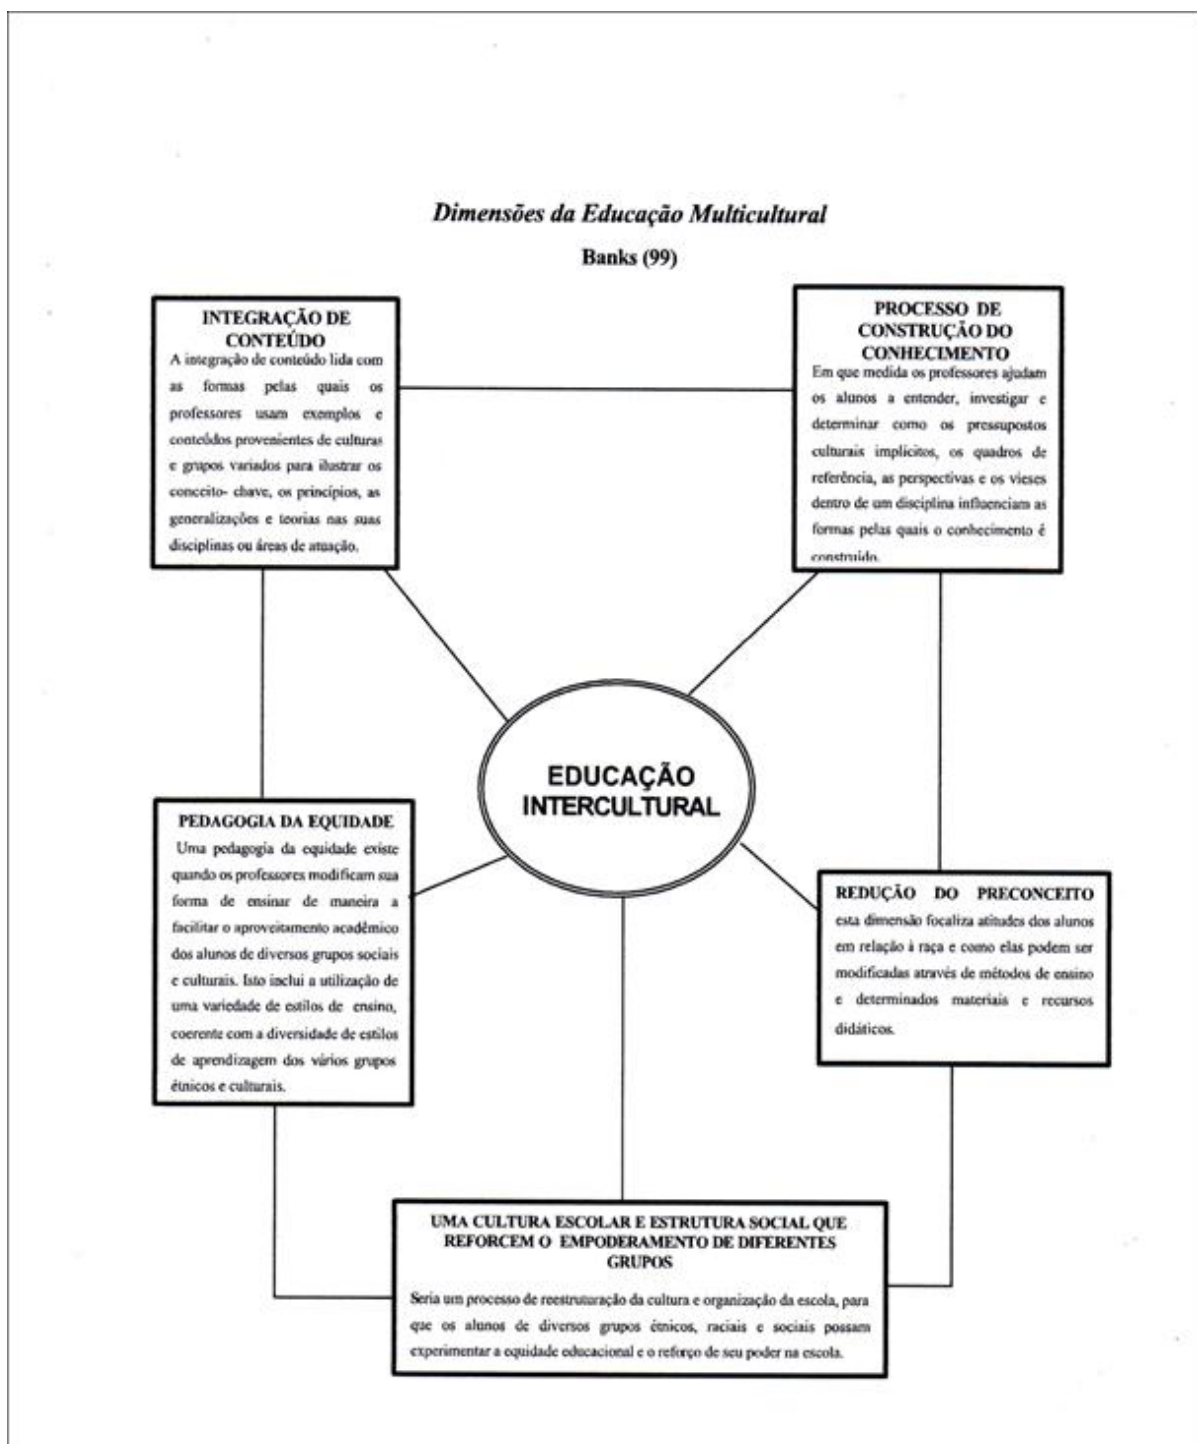 Dimensões da Educação Multicultural
Banks (99)
INTEGRAÇÃO DE
CONTEÚDO
A integração de conteúdo lida com
as formas pelas quais os
professores usam exemplos e
conteúdos provenientes de culturas
e grupos variados para ilustrar os
conceito- chave, os princípios, as
generalizações e teorias nas suas
disciplinas ou áreas de atuação.
PROCESSO DE
CONSTRUÇÃO DO
CONHECIMENTO
Em que medida os professores ajudam
os alunos a entender, investigar e
determinar como os pressupostos
culturais implícitos, os quadros de
referência, as perspectivas e os vieses
dentro de um disciplina influenciam as
formas pelas quais o conhecimento é
construído.
EDUCAÇÃO
INTERCULTURAL
PEDAGOGIA DA EQUIDADE
Uma pedagogia da equidade existe
quando os professores modificam sua
forma de ensinar de maneira a
facilitar o aproveitamento acadêmico
dos alunos de diversos grupos sociais
e culturais. Isto inclui a utilização de
uma variedade de estilos de ensino,
coerente com a diversidade de estilos
de aprendizagem dos vários grupos
étnicos e culturais.
REDUÇÃO DO PRECONCEITO
esta dimensão focaliza atitudes dos alunos
em relação à raça e como elas podem ser
modificadas através de métodos de ensino
e determinados materiais e recursos
didáticos.
UMA CULTURA ESCOLAR E ESTRUTURA SOCIAL QUE
REFORCEM O EMPODERAMENTO DE DIFERENTES
GRUPOS
Seria um processo de reestruturação da cultura e organização da escola, para
que os alunos de diversos grupos étnicos, raciais e sociais possam
experimentar a equidade educacional e o reforço de seu poder na escola.